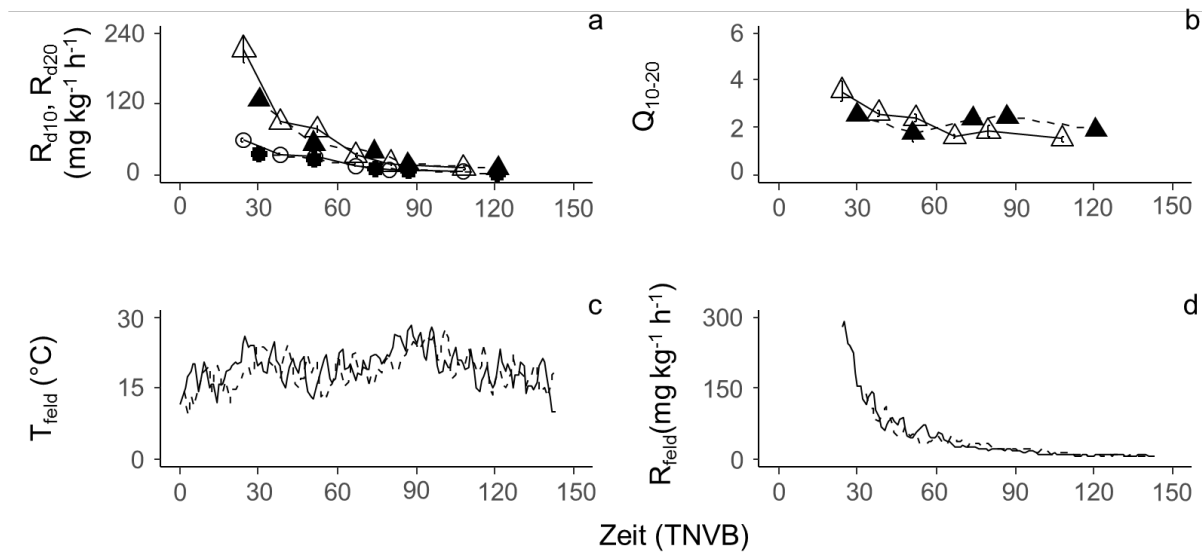 a
R_d10, R_d20
(mg kg⁻¹ h⁻¹)
240
120
0
0 30 60 90 120 150
b
Q_10-20
6
4
2
0
0 30 60 90 120 150
c
T_feld (°C)
30
15
0
0 30 60 90 120 150
d
R_feld(mg kg⁻¹ h⁻¹)
300
150
0
0 30 60 90 120 150
Zeit (TNVB)